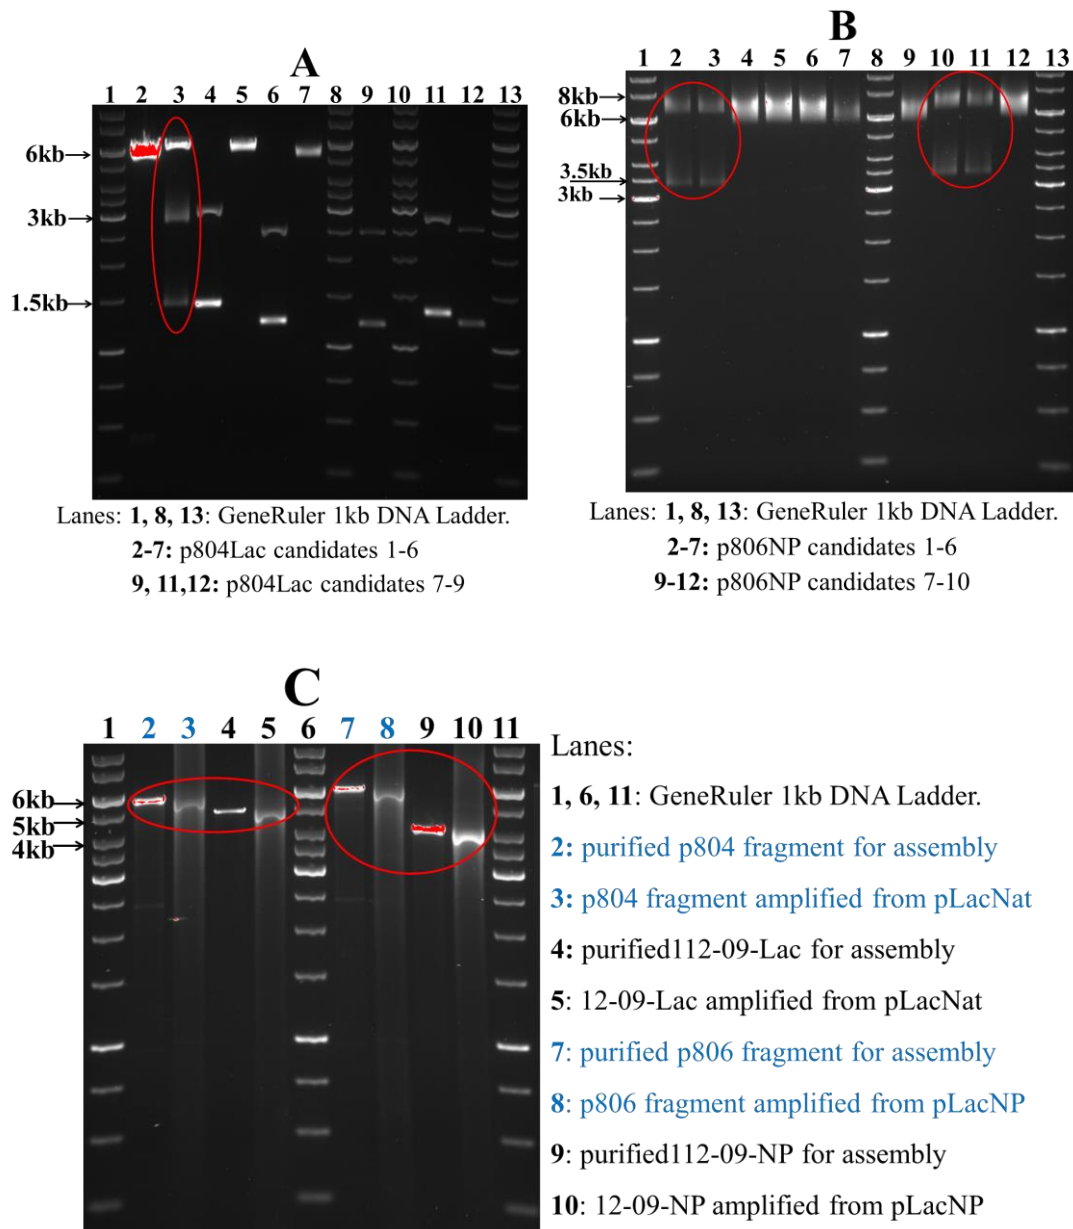 A
1 2 3 4 5 6 7 8 9 10 11 12 13
6kb
3kb
1.5kb
Lanes: 1, 8, 13: GeneRuler 1kb DNA Ladder.
2-7: p804Lac candidates 1-6
9, 11,12: p804Lac candidates 7-9
B
1 2 3 4 5 6 7 8 9 10 11 12 13
8kb
6kb
3.5kb
3kb
Lanes: 1, 8, 13: GeneRuler 1kb DNA Ladder.
2-7: p806NP candidates 1-6
9-12: p806NP candidates 7-10
C
1 2 3 4 5 6 7 8 9 10 11
6kb
5kb
4kb
Lanes:
1, 6, 11: GeneRuler 1kb DNA Ladder.
2: purified p804 fragment for assembly
3: p804 fragment amplified from pLacNat
4: purified112-09-Lac for assembly
5: 12-09-Lac amplified from pLacNat
7: purified p806 fragment for assembly
8: p806 fragment amplified from pLacNP
9: purified112-09-NP for assembly
10: 12-09-NP amplified from pLacNP